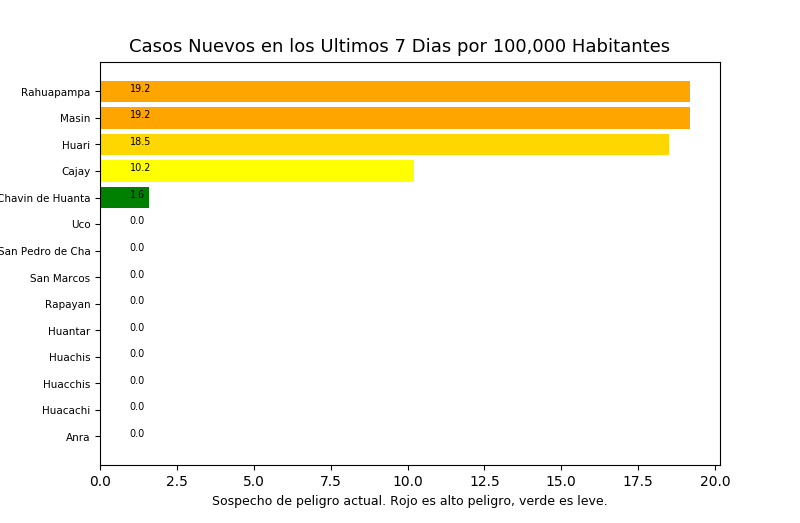 Casos Nuevos en los Ultimos 7 Dias por 100,000 Habitantes
Rahuapampa 19.2
Masin 19.2
Huari 18.5
Cajay 10.2
Chavin de Huanta 1.6
Uco 0.0
San Pedro de Cha 0.0
San Marcos 0.0
Rapayan 0.0
Huantar 0.0
Huachis 0.0
Huacchis 0.0
Huacachi 0.0
Anra 0.0
0.0 2.5 5.0 7.5 10.0 12.5 15.0 17.5 20.0
Sospecho de peligro actual. Rojo es alto peligro, verde es leve.